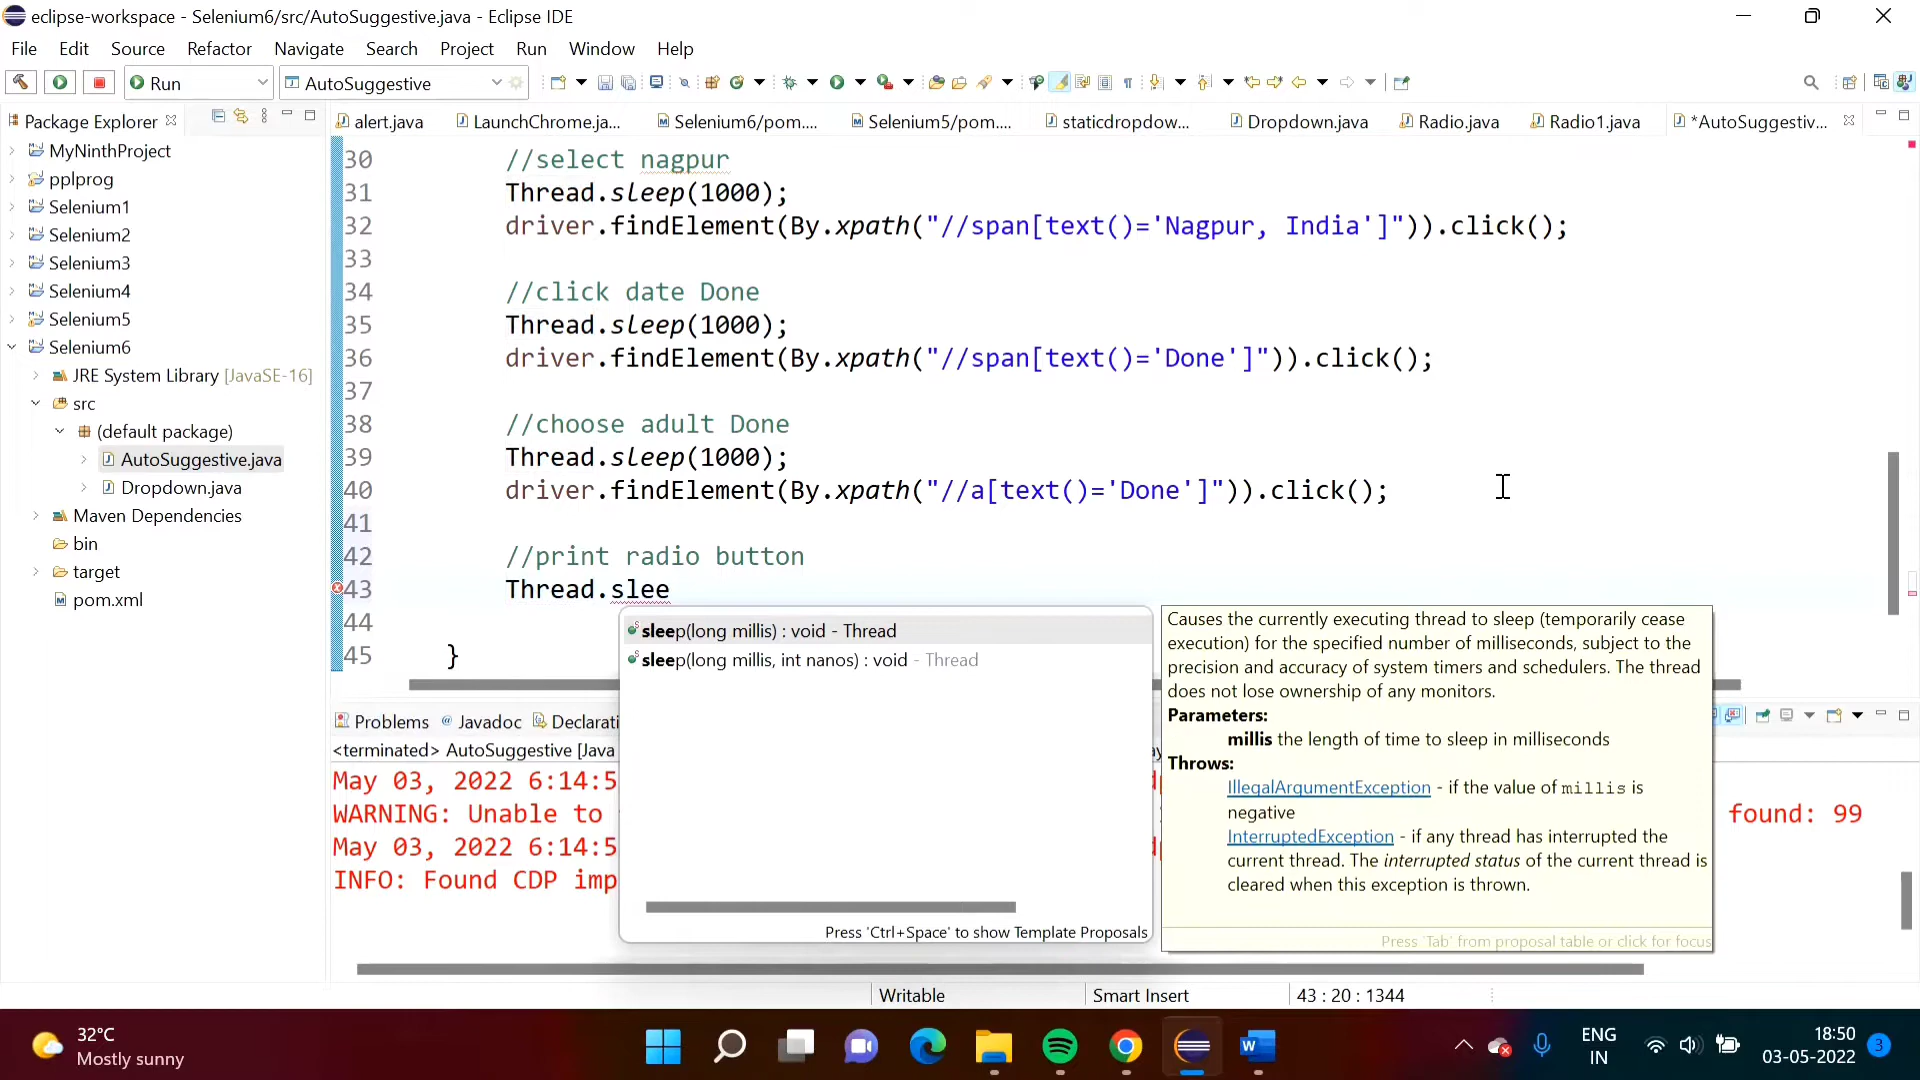 eclipse-workspace - Selenium6/src/AutoSuggestive.java - Eclipse IDE
File Edit Source Refactor Navigate Search Project Run Window Help
Run
AutoSuggestive
Package Explorer
alert.java
LaunchChrome.ja...
Selenium6/pom....
Selenium5/pom....
staticdropdow...
Dropdown.java
Radio.java
Radio1.java
*AutoSuggestiv...
MyNinthProject
pplprog
Selenium1
Selenium2
Selenium3
Selenium4
Selenium5
Selenium6
JRE System Library [JavaSE-16]
src
(default package)
AutoSuggestive.java
Dropdown.java
Maven Dependencies
bin
target
pom.xml
30 //select nagpur
31 Thread.sleep(1000);
32 driver.findElement(By.xpath("//span[text()='Nagpur, India']")).click();
33
34 //click date Done
35 Thread.sleep(1000);
36 driver.findElement(By.xpath("//span[text()='Done']")).click();
37
38 //choose adult Done
39 Thread.sleep(1000);
40 driver.findElement(By.xpath("//a[text()='Done']")).click();
41
42 //print radio button
43 Thread.slee
44
45 }
sleep(long millis) : void - Thread
sleep(long millis, int nanos) : void - Thread
Press 'Ctrl+Space' to show Template Proposals
Causes the currently executing thread to sleep (temporarily cease
execution) for the specified number of milliseconds, subject to the
precision and accuracy of system timers and schedulers. The thread
does not lose ownership of any monitors.
Parameters:
millis the length of time to sleep in milliseconds
Throws:
IllegalArgumentException - if the value of millis is
negative
InterruptedException - if any thread has interrupted the
current thread. The interrupted status of the current thread is
cleared when this exception is thrown.
Press 'Tab' from proposal table or click for focus
Problems @ Javadoc Declarati
<terminated> AutoSuggestive [Java
May 03, 2022 6:14:5
WARNING: Unable to found: 99
May 03, 2022 6:14:5
INFO: Found CDP imp
Writable
Smart Insert
43 : 20 : 1344
32°C
Mostly sunny
ENG
IN
18:50
03-05-2022
3